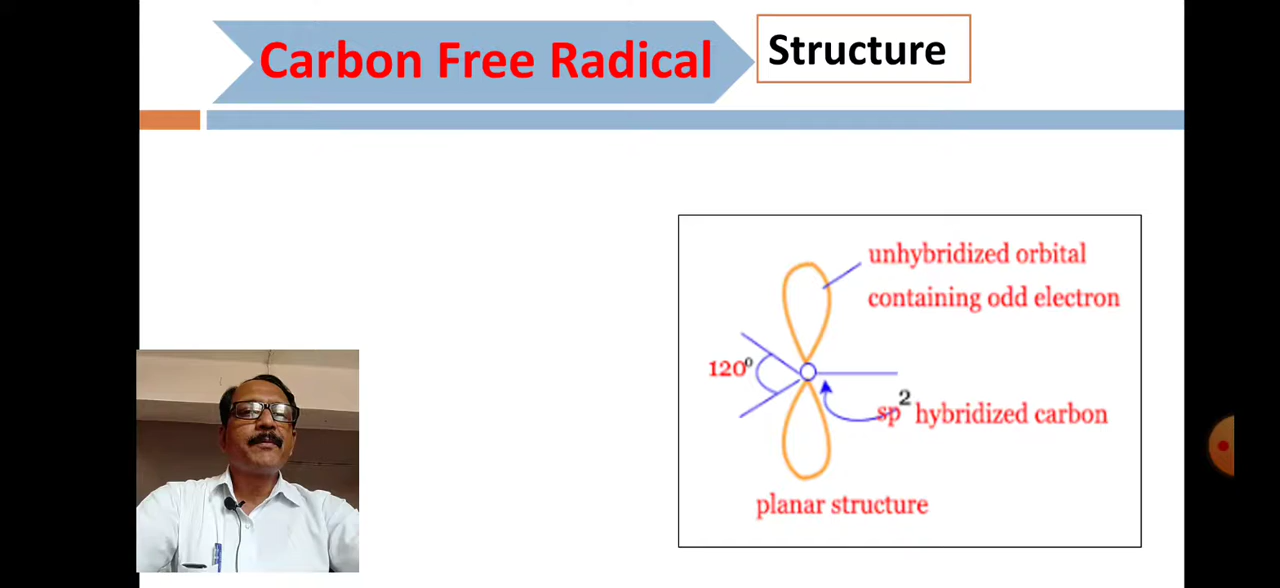 Carbon Free Radical
Structure
unhybridized orbital
containing odd electron
120⁰
sp² hybridized carbon
planar structure